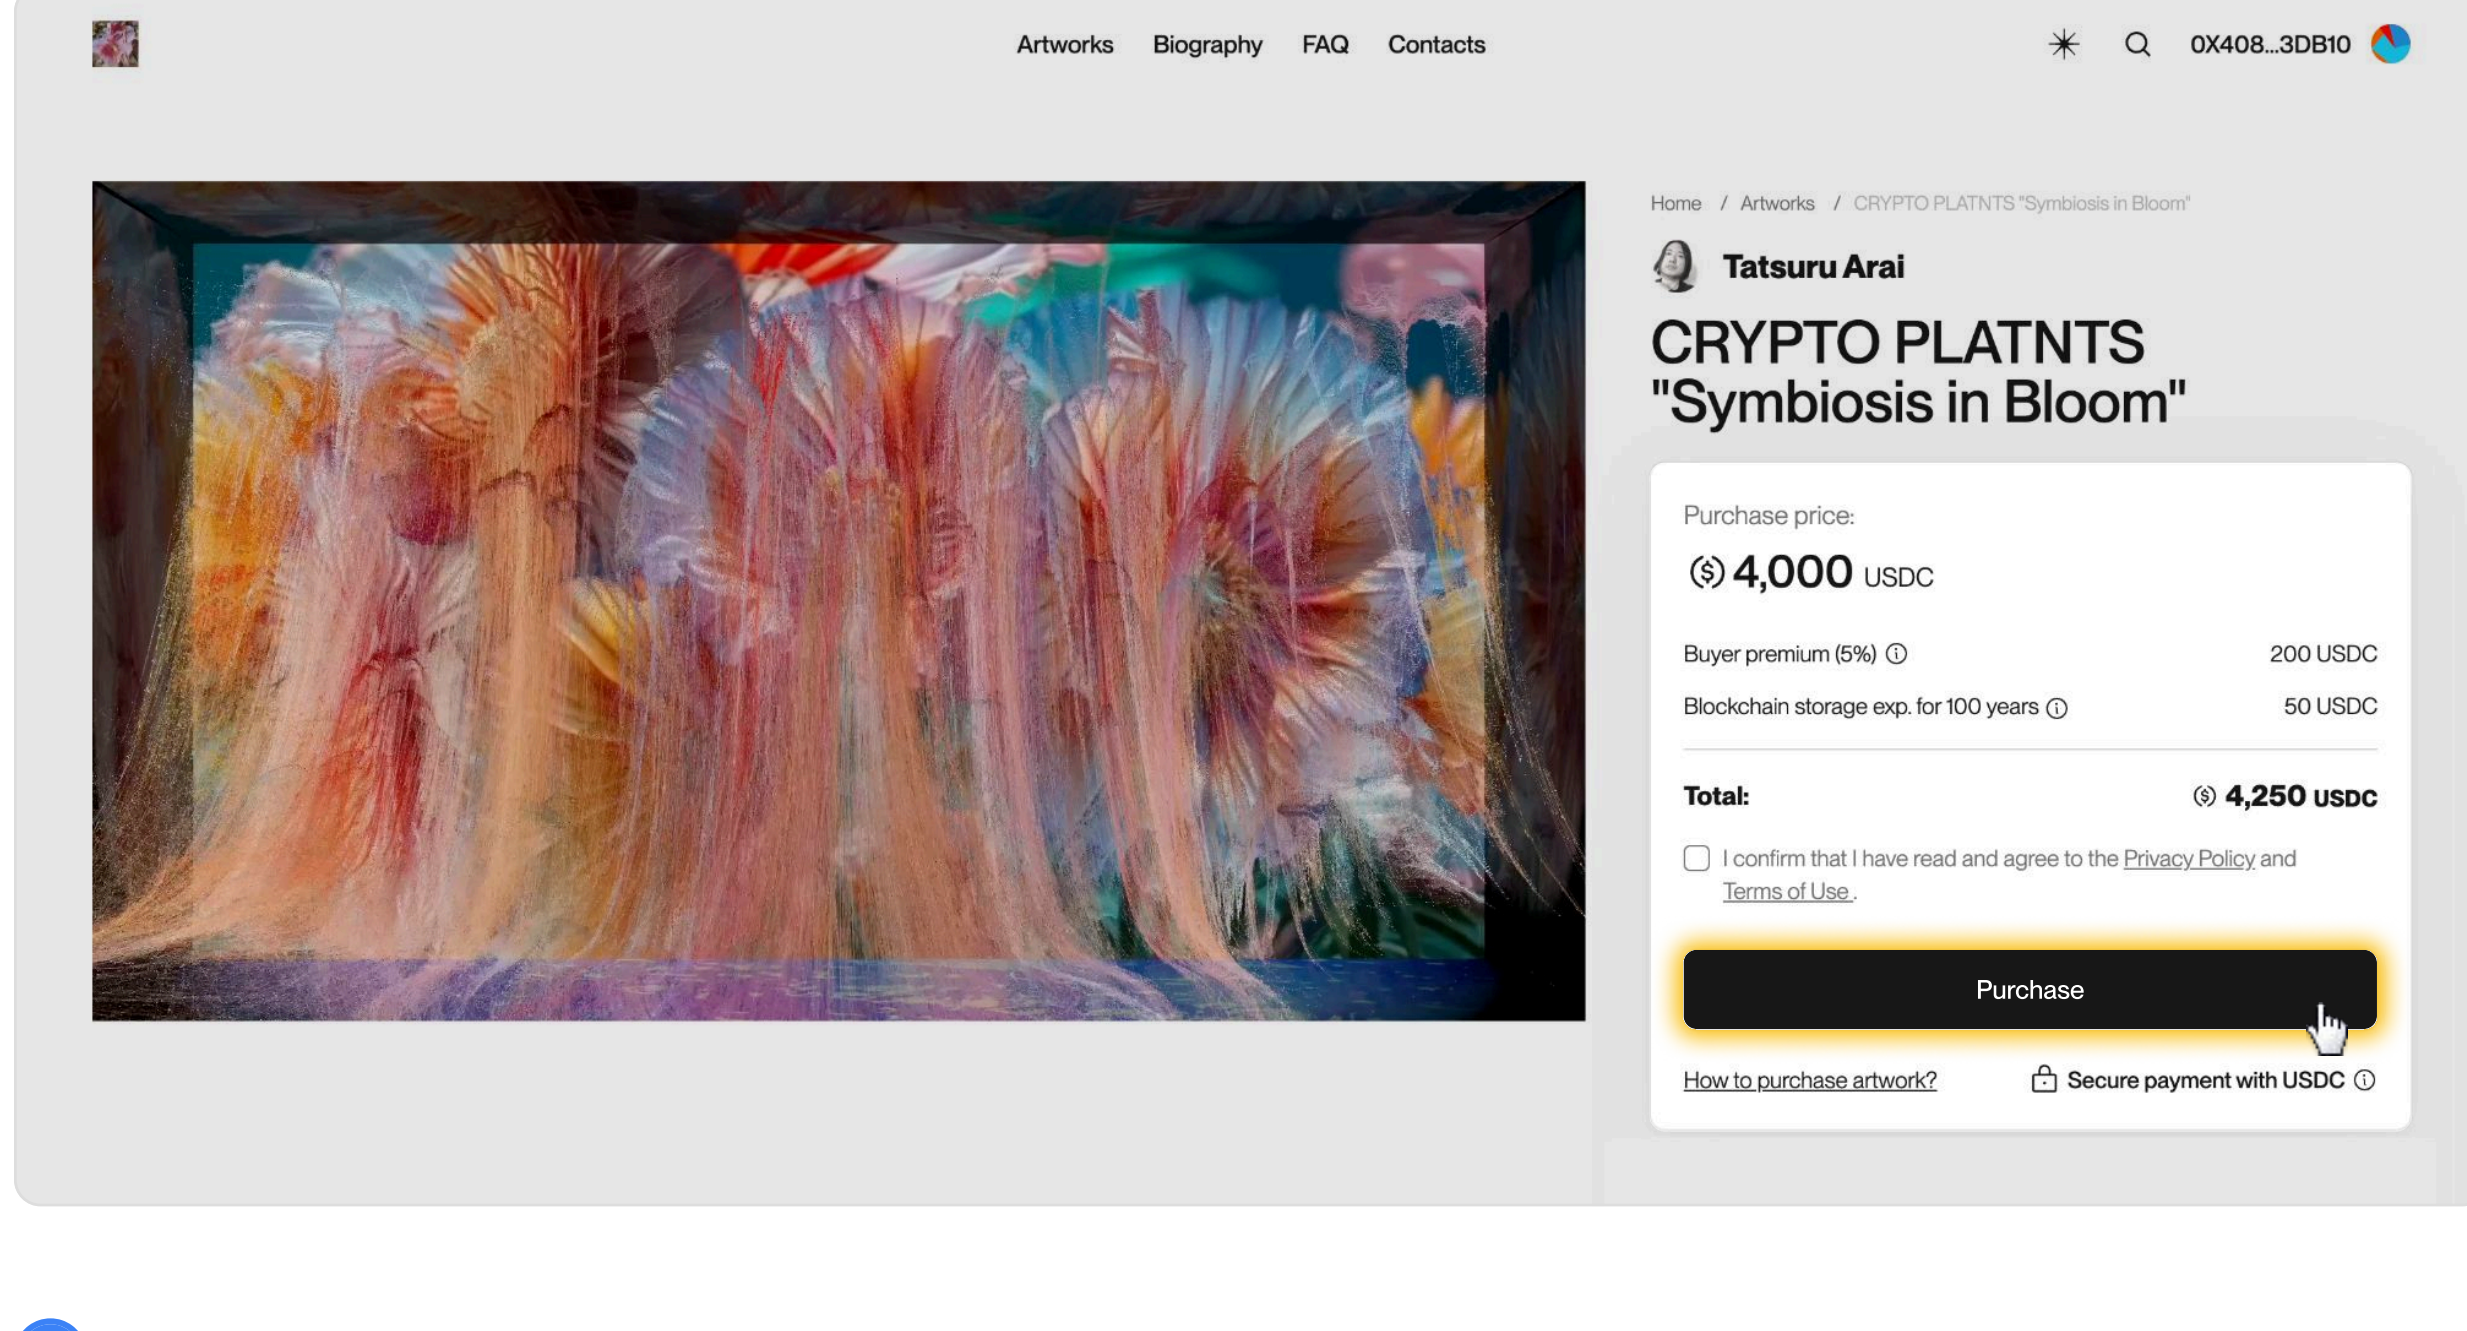 Artworks Biography FAQ Contacts
0X408...3DB10
Home / Artworks / CRYPTO PLATNTS "Symbiosis in Bloom"
Tatsuru Arai
CRYPTO PLATNTS
"Symbiosis in Bloom"
Purchase price:
($) 4,000 USDC
Buyer premium (5%) 200 USDC
Blockchain storage exp. for 100 years 50 USDC
Total: ($) 4,250 USDC
I confirm that I have read and agree to the Privacy Policy and
Terms of Use .
Purchase
How to purchase artwork? Secure payment with USDC